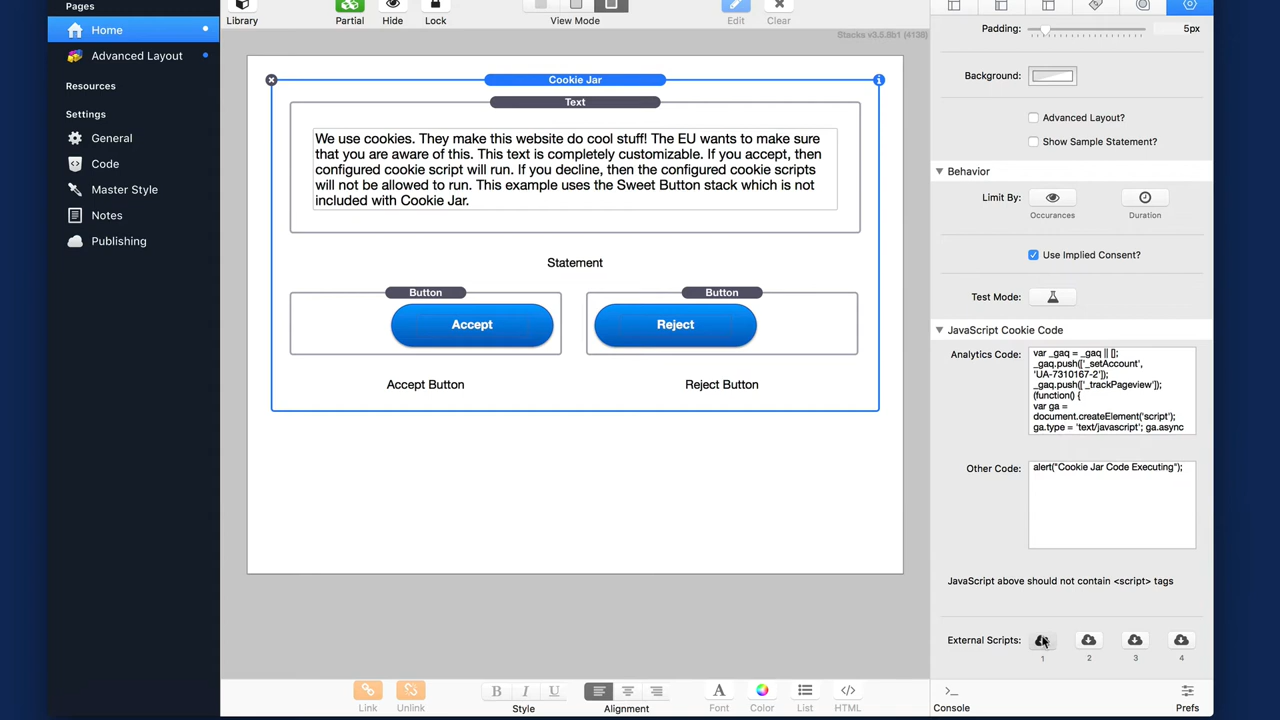 Pages
Home
Advanced Layout
Resources
Settings
General
Code
Master Style
Notes
Publishing
Library
Partial
Hide
Lock
View Mode
Edit
Clear
Stacks v3.5.8b1 (4138)
Cookie Jar
Text
We use cookies. They make this website do cool stuff! The EU wants to make sure
that you are aware of this. This text is completely customizable. If you accept, then
configured cookie script will run. If you decline, then the configured cookie scripts
will not be allowed to run. This example uses the Sweet Button stack which is not
included with Cookie Jar.
Statement
Button
Accept
Accept Button
Button
Reject
Reject Button
Link
Unlink
B I U
Style
Alignment
A
Font
Color
List
HTML
Padding:
5px
Background:
Advanced Layout?
Show Sample Statement?
Behavior
Limit By:
Occurances
Duration
Use Implied Consent?
Test Mode:
JavaScript Cookie Code
Analytics Code:
var _gaq = _gaq || [];
_gaq.push(['_setAccount',
'UA-7310167-2']);
_gaq.push(['_trackPageview']);
(function() {
var ga =
document.createElement('script');
ga.type = 'text/javascript'; ga.async
Other Code:
alert("Cookie Jar Code Executing");
JavaScript above should not contain <script> tags
External Scripts:
1
2
3
4
Console
Prefs